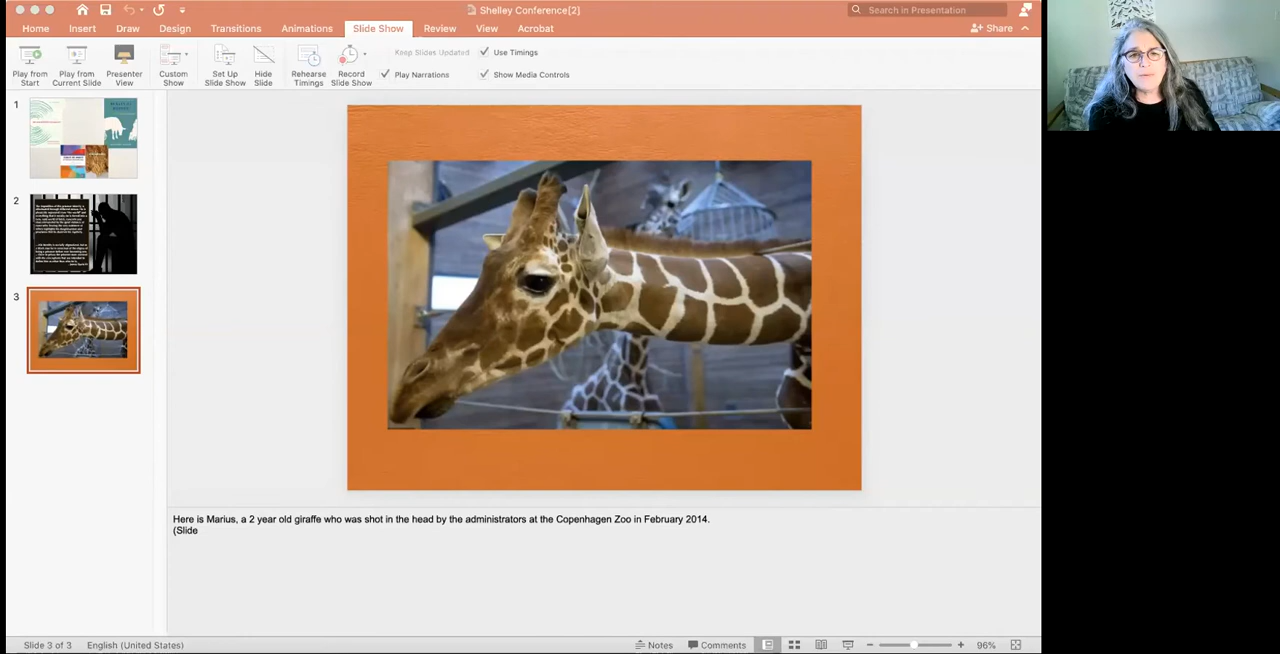 Shelley Conference[2]
Search in Presentation
Home Insert Draw Design Transitions Animations Slide Show Review View Acrobat Share
Keep Slides Updated Use Timings
Play from Start
Play from Current Slide
Presenter View
Custom Show
Set Up Slide Show
Hide Slide
Rehearse Timings
Record Slide Show
Play Narrations Show Media Controls
1
2
3
Here is Marius, a 2 year old giraffe who was shot in the head by the administrators at the Copenhagen Zoo in February 2014.
(Slide
Slide 3 of 3 English (United States) Notes Comments 96%